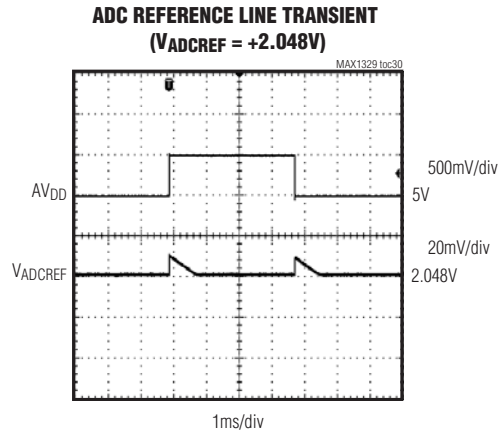 ADC REFERENCE LINE TRANSIENT
(VADCREF = +2.048V)
MAX1329 toc30
500mV/div
AVDD
5V
20mV/div
VADCREF
2.048V
1ms/div